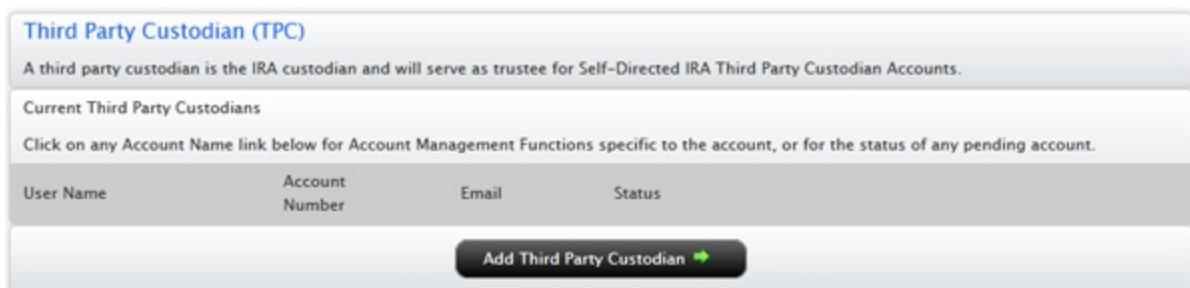 Third Party Custodian (TPC)
A third party custodian is the IRA custodian and will serve as trustee for Self-Directed IRA Third Party Custodian Accounts.
Current Third Party Custodians
Click on any Account Name link below for Account Management Functions specific to the account, or for the status of any pending account.
User Name Account Number Email Status
Add Third Party Custodian